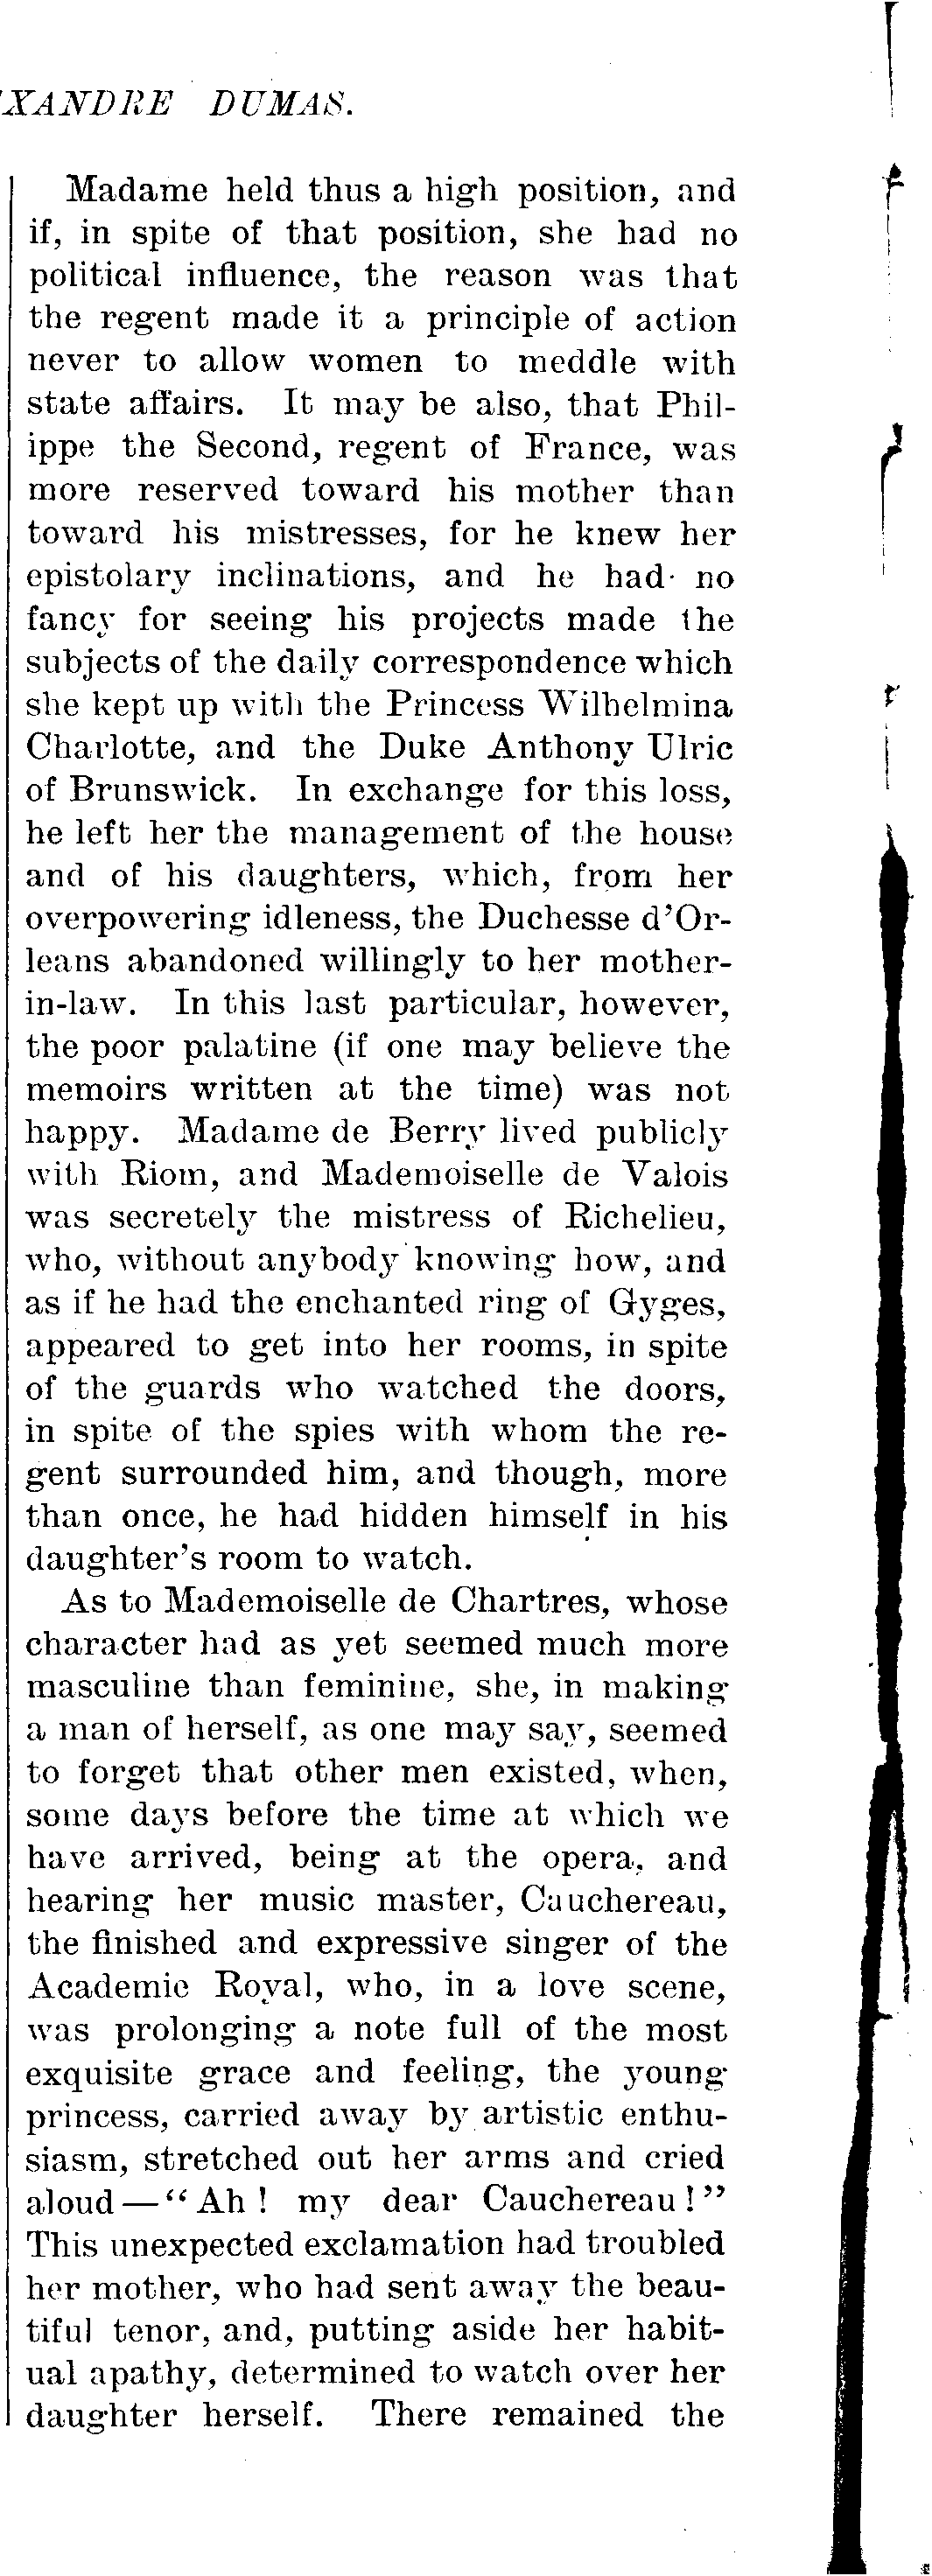 XANDRE DUMAS.
Madame held thus a high position, and
if, in spite of that position, she had no
political influence, the reason was that
the regent made it a principle of action
never to allow women to meddle with
state affairs. It may be also, that Phil-
ippe the Second, regent of France, was
more reserved toward his mother than
toward his mistresses, for he knew her
epistolary inclinations, and he had no
fancy for seeing his projects made the
subjects of the daily correspondence which
she kept up with the Princess Wilhelmina
Charlotte, and the Duke Anthony Ulric
of Brunswick. In exchange for this loss,
he left her the management of the house
and of his daughters, which, from her
overpowering idleness, the Duchesse d'Or-
leans abandoned willingly to her mother-
in-law. In this last particular, however,
the poor palatine (if one may believe the
memoirs written at the time) was not
happy. Madame de Berry lived publicly
with Riom, and Mademoiselle de Valois
was secretely the mistress of Richelieu,
who, without anybody knowing how, and
as if he had the enchanted ring of Gyges,
appeared to get into her rooms, in spite
of the guards who watched the doors,
in spite of the spies with whom the re-
gent surrounded him, and though, more
than once, he had hidden himself in his
daughter's room to watch.
As to Mademoiselle de Chartres, whose
character had as yet seemed much more
masculine than feminine, she, in making
a man of herself, as one may say, seemed
to forget that other men existed, when,
some days before the time at which we
have arrived, being at the opera, and
hearing her music master, Cauchereau,
the finished and expressive singer of the
Academie Royal, who, in a love scene,
was prolonging a note full of the most
exquisite grace and feeling, the young
princess, carried away by artistic enthu-
siasm, stretched out her arms and cried
aloud—"Ah! my dear Cauchereau!"
This unexpected exclamation had troubled
her mother, who had sent away the beau-
tiful tenor, and, putting aside her habit-
ual apathy, determined to watch over her
daughter herself. There remained the